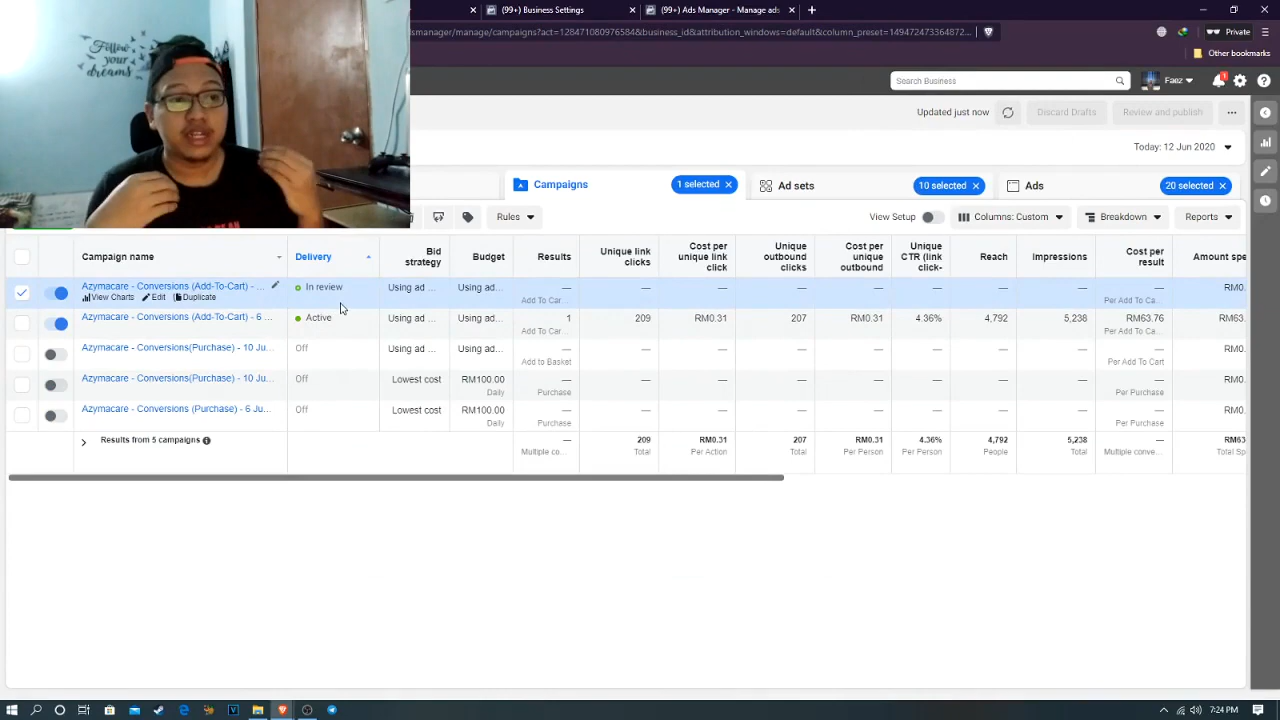 (99+) Business Settings
(99+) Ads Manager - Manage ads
smanager/manage/campaigns?act=128471080976584&business_id&attribution_windows=default&column_preset=149472473364872...
Private
Other bookmarks
Follow
your
dreams
Search Business
Faez
1
Updated just now
Discard Drafts
Review and publish
Today: 12 Jun 2020
Campaigns
1 selected
Ad sets
10 selected
Ads
20 selected
Rules
View Setup
Columns: Custom
Breakdown
Reports
Campaign name
Delivery
Bid strategy
Budget
Results
Unique link clicks
Cost per unique link click
Unique outbound clicks
Cost per unique outbound
Unique CTR (link click-
Reach
Impressions
Cost per result
Amount spe
Azymacare - Conversions (Add-To-Cart) - ...
In review
Using ad ...
Using ad...
—
—
—
—
—
—
—
—
—
RM0.
View Charts
Edit
Duplicate
Add To Car...
Per Add To Ca...
Azymacare - Conversions (Add-To-Cart) - 6 ...
Active
Using ad ...
Using ad...
1
209
RM0.31
207
RM0.31
4.36%
4,792
5,238
RM63.76
RM63.
Add To Car...
Per Add To Ca...
Azymacare - Conversions(Purchase) - 10 Ju...
Off
Using ad ...
Using ad...
—
—
—
—
—
—
—
—
—
RM0.
Add to Basket
Per Add To Cart
Azymacare - Conversions(Purchase) - 10 Ju...
Off
Lowest cost
RM100.00
—
—
—
—
—
—
—
—
—
RM0.
Daily
Purchase
Per Purchase
Azymacare - Conversions (Purchase) - 6 Ju...
Off
Lowest cost
RM100.00
—
—
—
—
—
—
—
—
—
RM0.
Daily
Purchase
Per Purchase
Results from 5 campaigns
—
209
RM0.31
207
RM0.31
4.36%
4,792
5,238
—
RM63
Multiple co...
Total
Per Action
Total
Per Person
Per Person
People
Total
Multiple conve...
Total Sp
7:24 PM